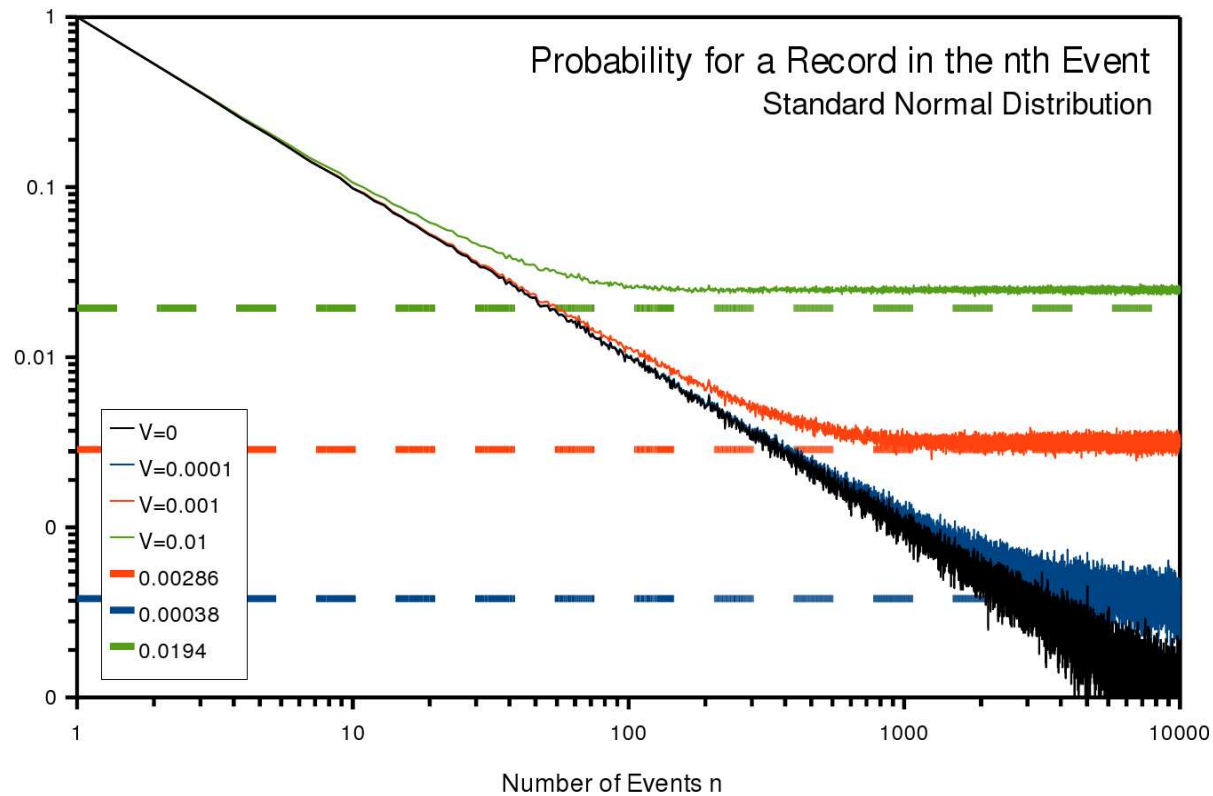 1
Probability for a Record in the nth Event
Standard Normal Distribution
0.1
0.01
V=0
V=0.0001
V=0.001
V=0.01
0.00286
0.00038
0.0194
0
0
1 10 100 1000 10000
Number of Events n